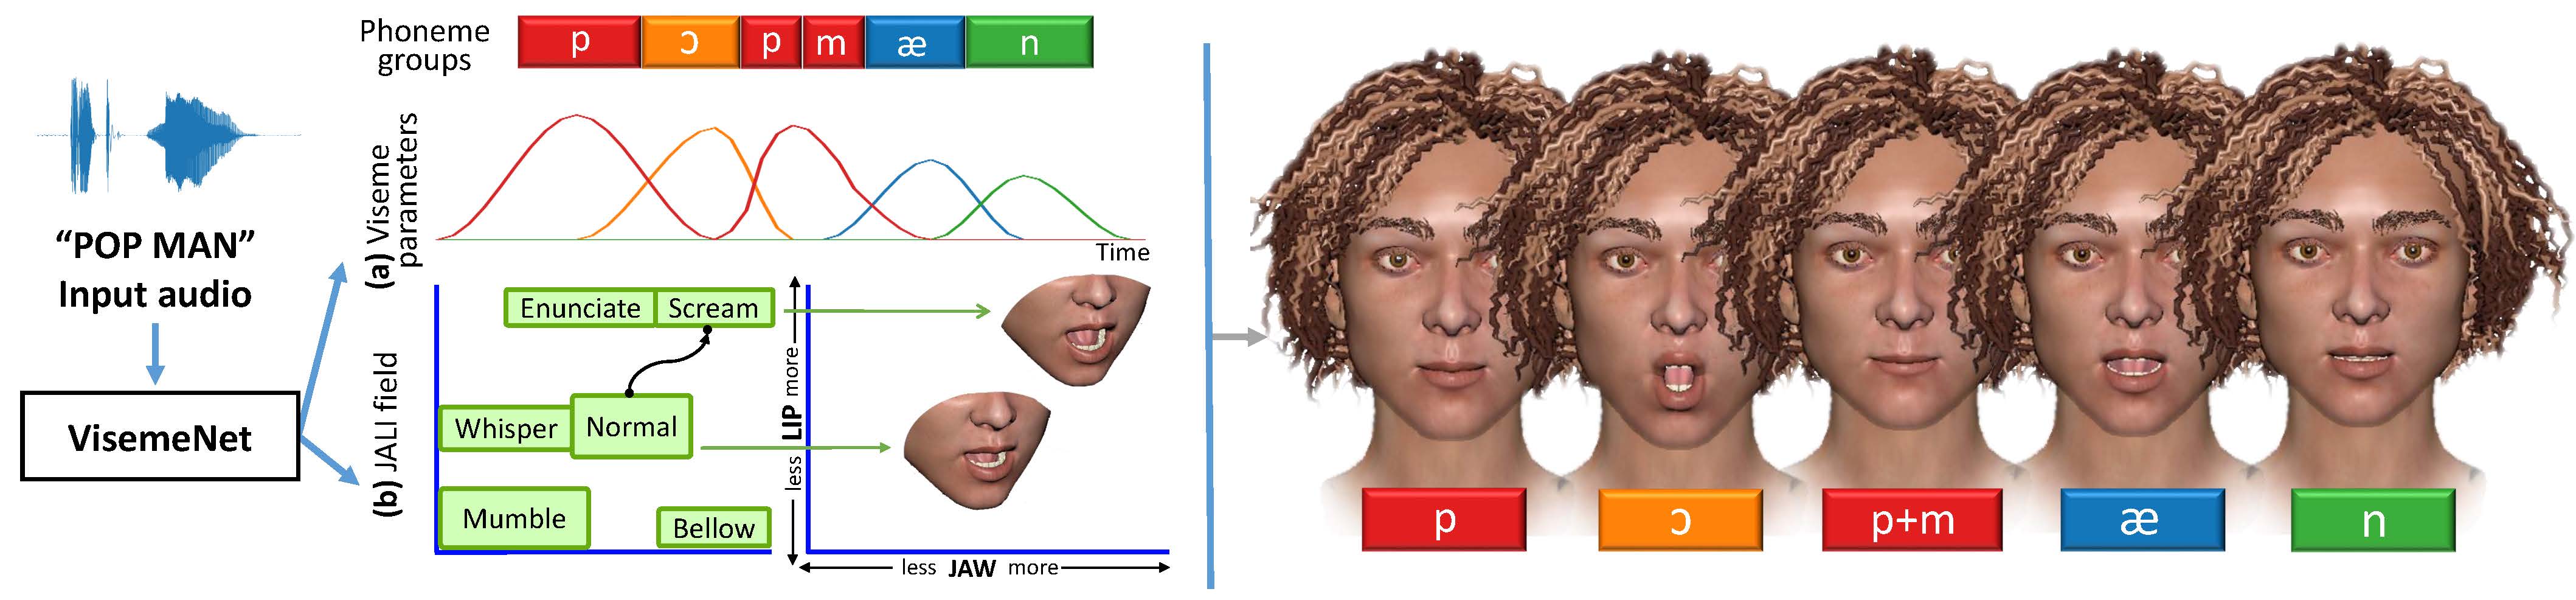 Phoneme
groups
p ɔ p m æ n
"POP MAN"
Input audio
VisemeNet
(a) Viseme
parameters
Time
(b) JALI field
Enunciate Scream
Whisper Normal
Mumble Bellow
less LIP more
less JAW more
p ɔ p+m æ n